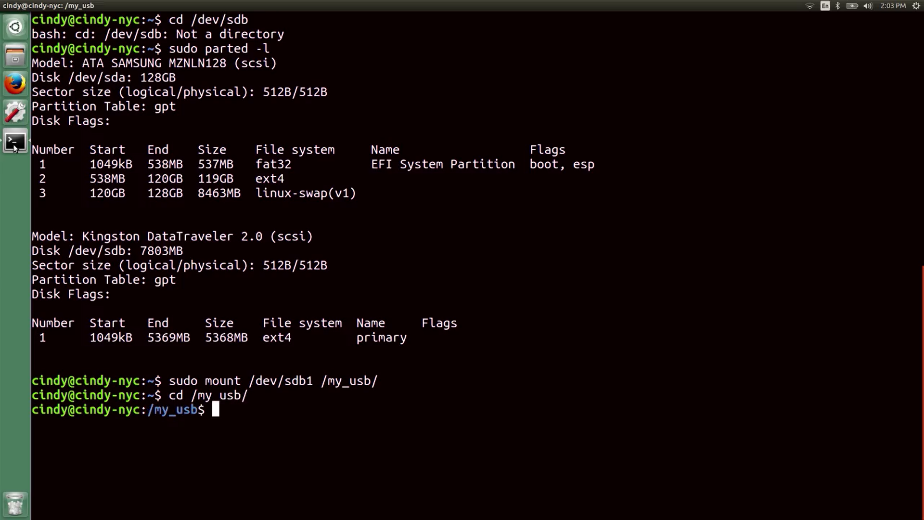 cindy@cindy-nyc: /my_usb
En
2:03 PM
cindy@cindy-nyc:~$ cd /dev/sdb
bash: cd: /dev/sdb: Not a directory
cindy@cindy-nyc:~$ sudo parted -l
Model: ATA SAMSUNG MZNLN128 (scsi)
Disk /dev/sda: 128GB
Sector size (logical/physical): 512B/512B
Partition Table: gpt
Disk Flags:
Number Start End Size File system Name Flags
1 1049kB 538MB 537MB fat32 EFI System Partition boot, esp
2 538MB 120GB 119GB ext4
3 120GB 128GB 8463MB linux-swap(v1)
Model: Kingston DataTraveler 2.0 (scsi)
Disk /dev/sdb: 7803MB
Sector size (logical/physical): 512B/512B
Partition Table: gpt
Disk Flags:
Number Start End Size File system Name Flags
1 1049kB 5369MB 5368MB ext4 primary
cindy@cindy-nyc:~$ sudo mount /dev/sdb1 /my_usb/
cindy@cindy-nyc:~$ cd /my_usb/
cindy@cindy-nyc:/my_usb$